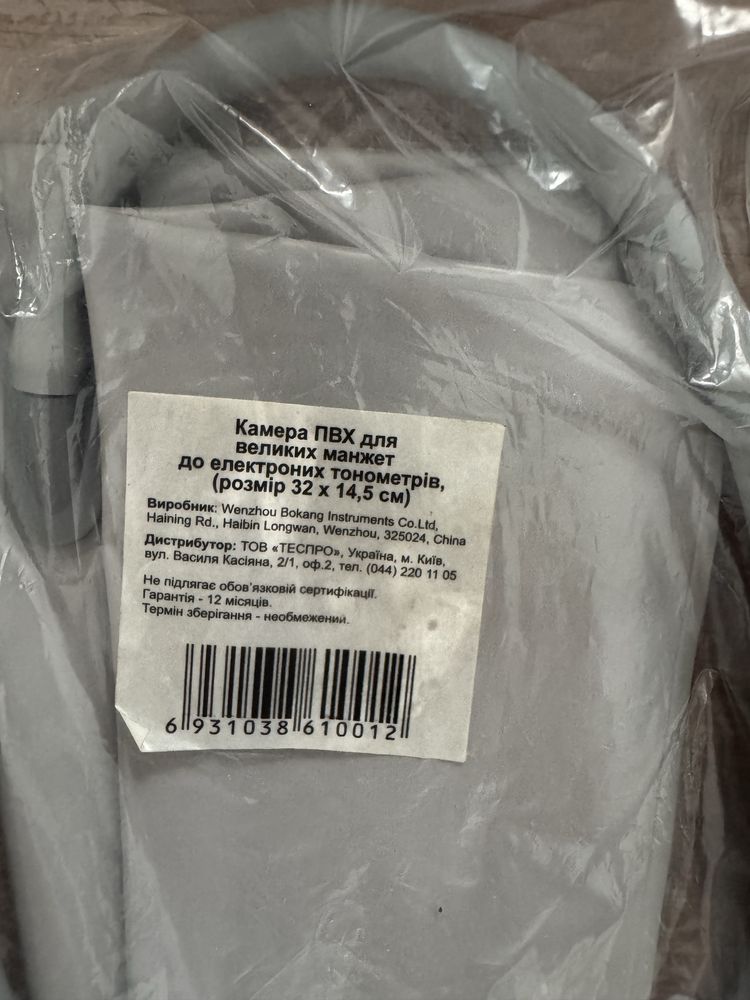 Камера ПВХ для
великих манжет
до електроних тонометрів,
(розмір 32 х 14,5 см)
Виробник: Wenzhou Bokang Instruments Co.Ltd,
Haining Rd., Haibin Longwan, Wenzhou, 325024, China
Дистрибутор: ТОВ «ТЕСПРО», Україна, м. Київ,
вул. Василя Касіяна, 2/1, оф.2, тел. (044) 220 11 05
Не підлягає обов'язковій сертифікації.
Гарантія - 12 місяців.
Термін зберігання - необмежений.
6 931038 610012